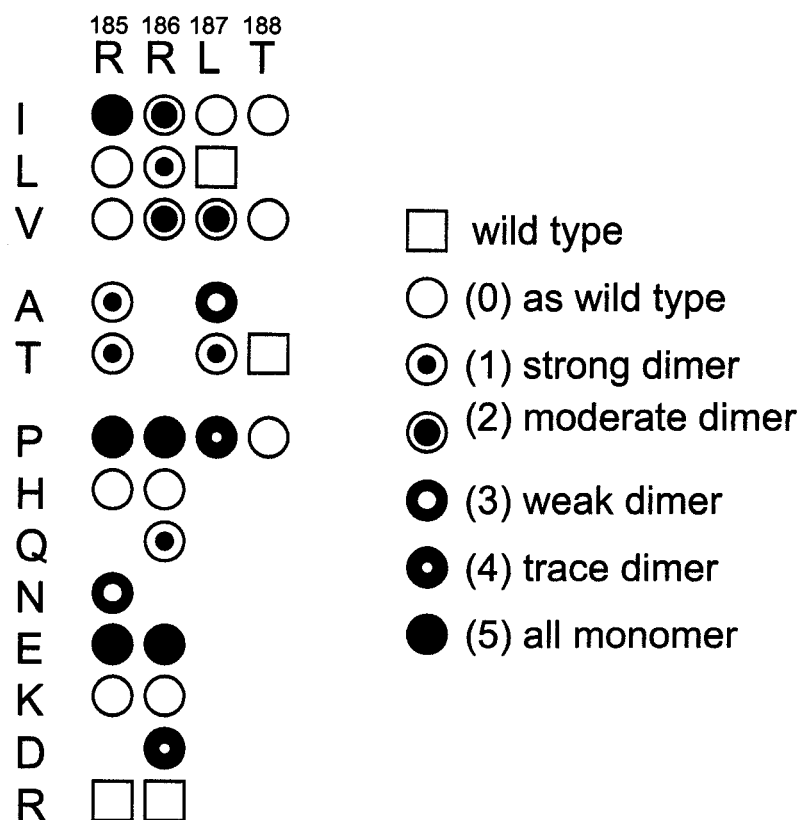 185 186 187 188
R R L T
I
L
V
A
T
P
H
Q
N
E
K
D
R
wild type
(0) as wild type
(1) strong dimer
(2) moderate dimer
(3) weak dimer
(4) trace dimer
(5) all monomer